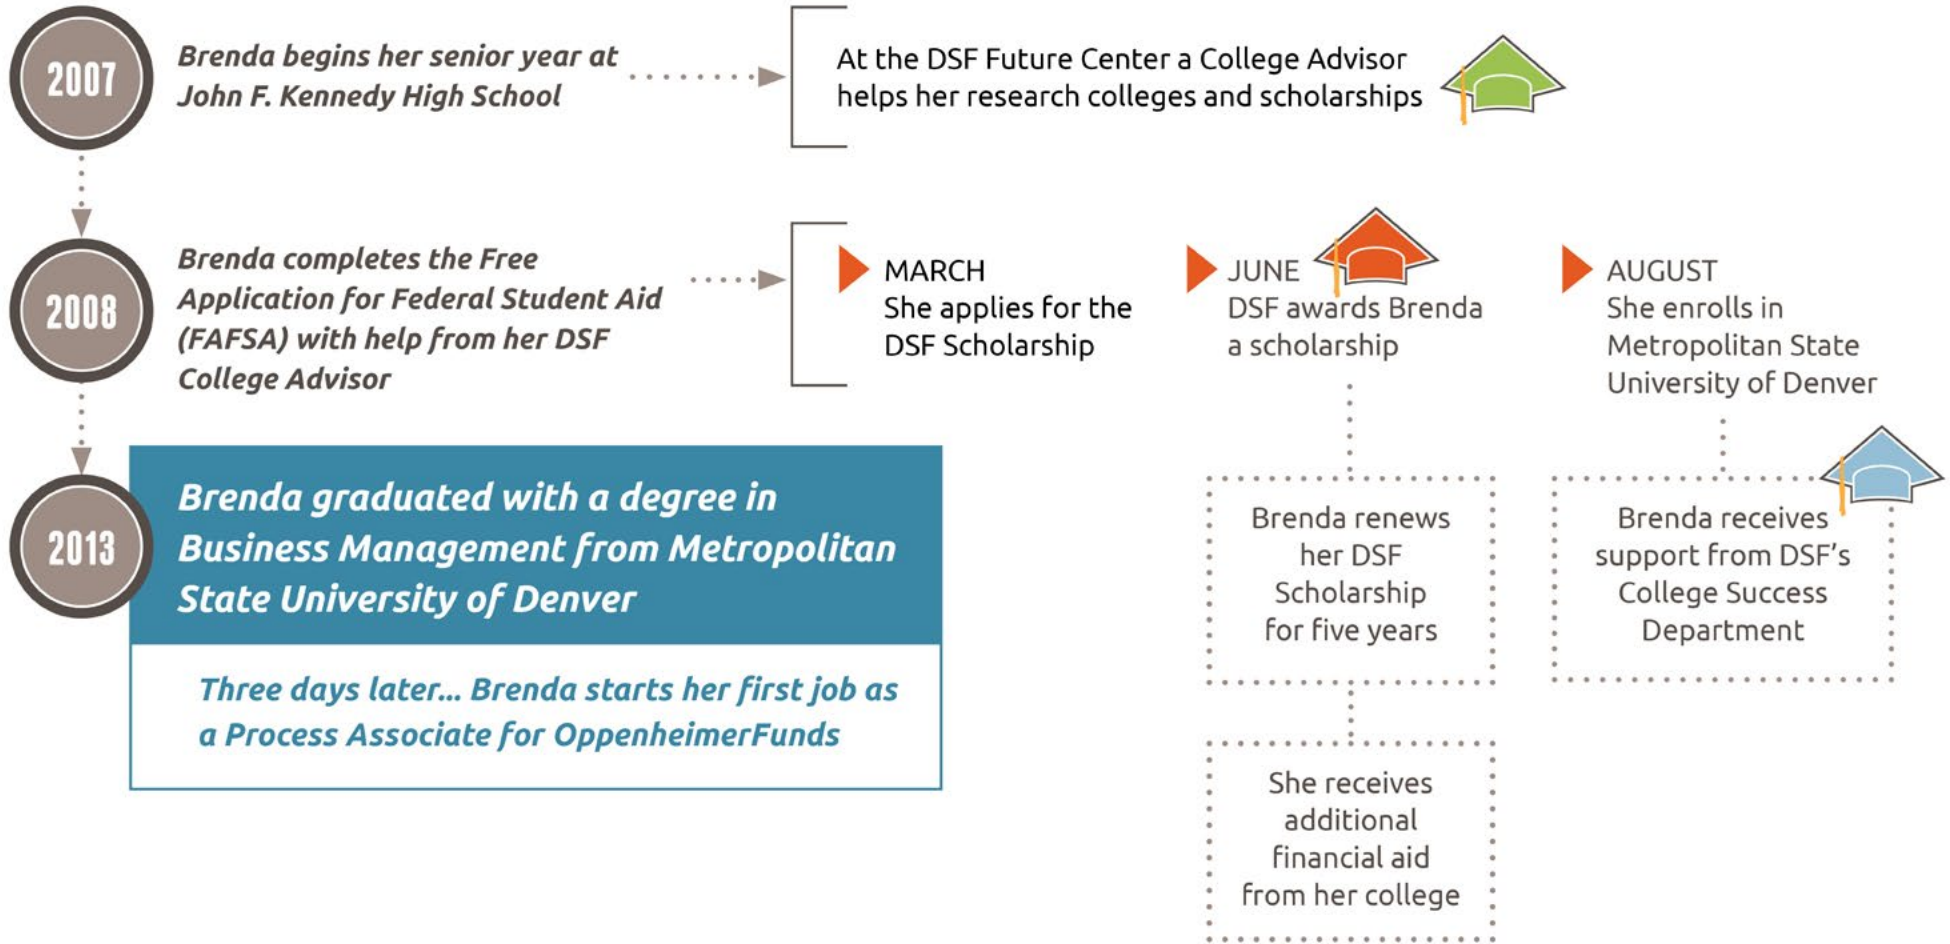 2007
Brenda begins her senior year at
John F. Kennedy High School
At the DSF Future Center a College Advisor
helps her research colleges and scholarships
2008
Brenda completes the Free
Application for Federal Student Aid
(FAFSA) with help from her DSF
College Advisor
MARCH
She applies for the
DSF Scholarship
JUNE
DSF awards Brenda
a scholarship
AUGUST
She enrolls in
Metropolitan State
University of Denver
Brenda renews
her DSF
Scholarship
for five years
She receives
additional
financial aid
from her college
Brenda receives
support from DSF's
College Success
Department
2013
Brenda graduated with a degree in
Business Management from Metropolitan
State University of Denver
Three days later... Brenda starts her first job as
a Process Associate for OppenheimerFunds